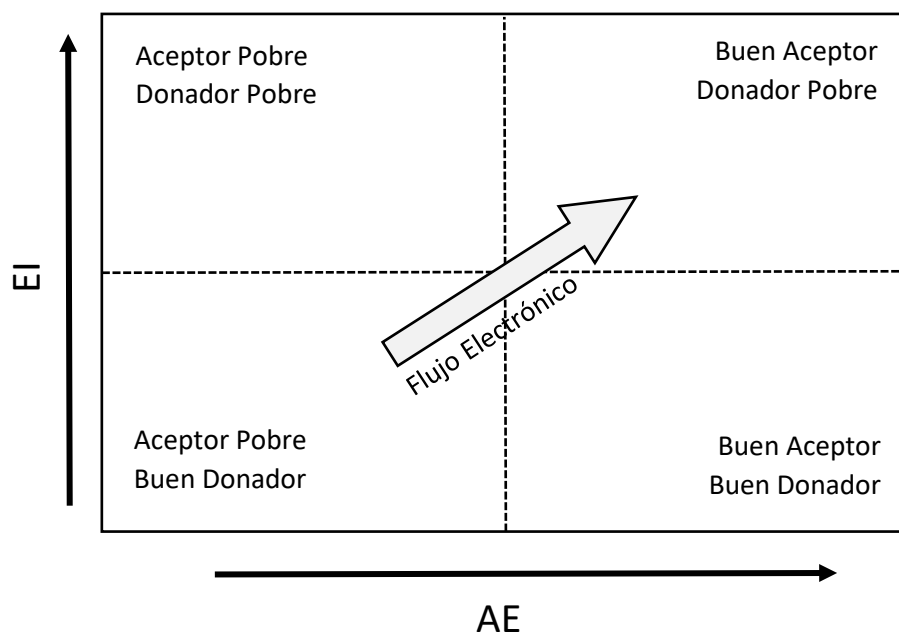 Aceptor Pobre
Donador Pobre
Buen Aceptor
Donador Pobre
EI
Flujo Electrónico
Aceptor Pobre
Buen Donador
Buen Aceptor
Buen Donador
AE